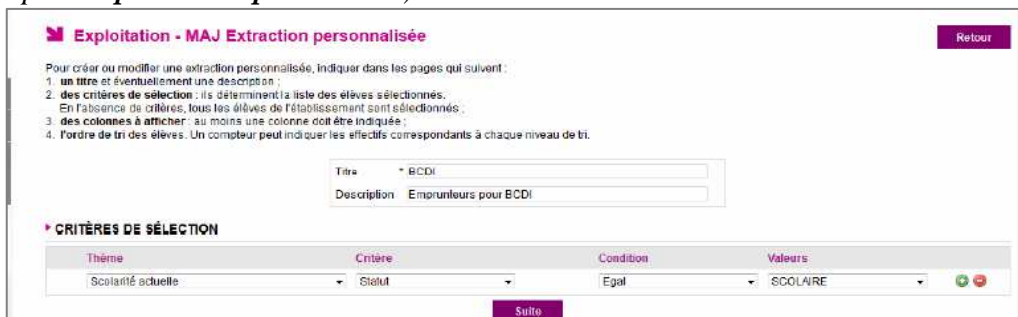 Exploitation - MAJ Extraction personnalisée
Retour
Pour créer ou modifier une extraction personnalisée, indiquer dans les pages qui suivent :
1. un titre et éventuellement une description ;
2. des critères de sélection : ils déterminent la liste des élèves sélectionnés.
En l'absence de critères, tous les élèves de l'établissement sont sélectionnés ;
3. des colonnes à afficher : au moins une colonne doit être indiquée ;
4. l'ordre de tri des élèves. Un compteur peut indiquer les effectifs correspondants à chaque niveau de tri.
Titre * BCDI
Description Emprunteurs pour BCDI
CRITÈRES DE SÉLECTION
Thème Critère Condition Valeurs
Scolarité actuelle Statut Egal SCOLAIRE
Suite